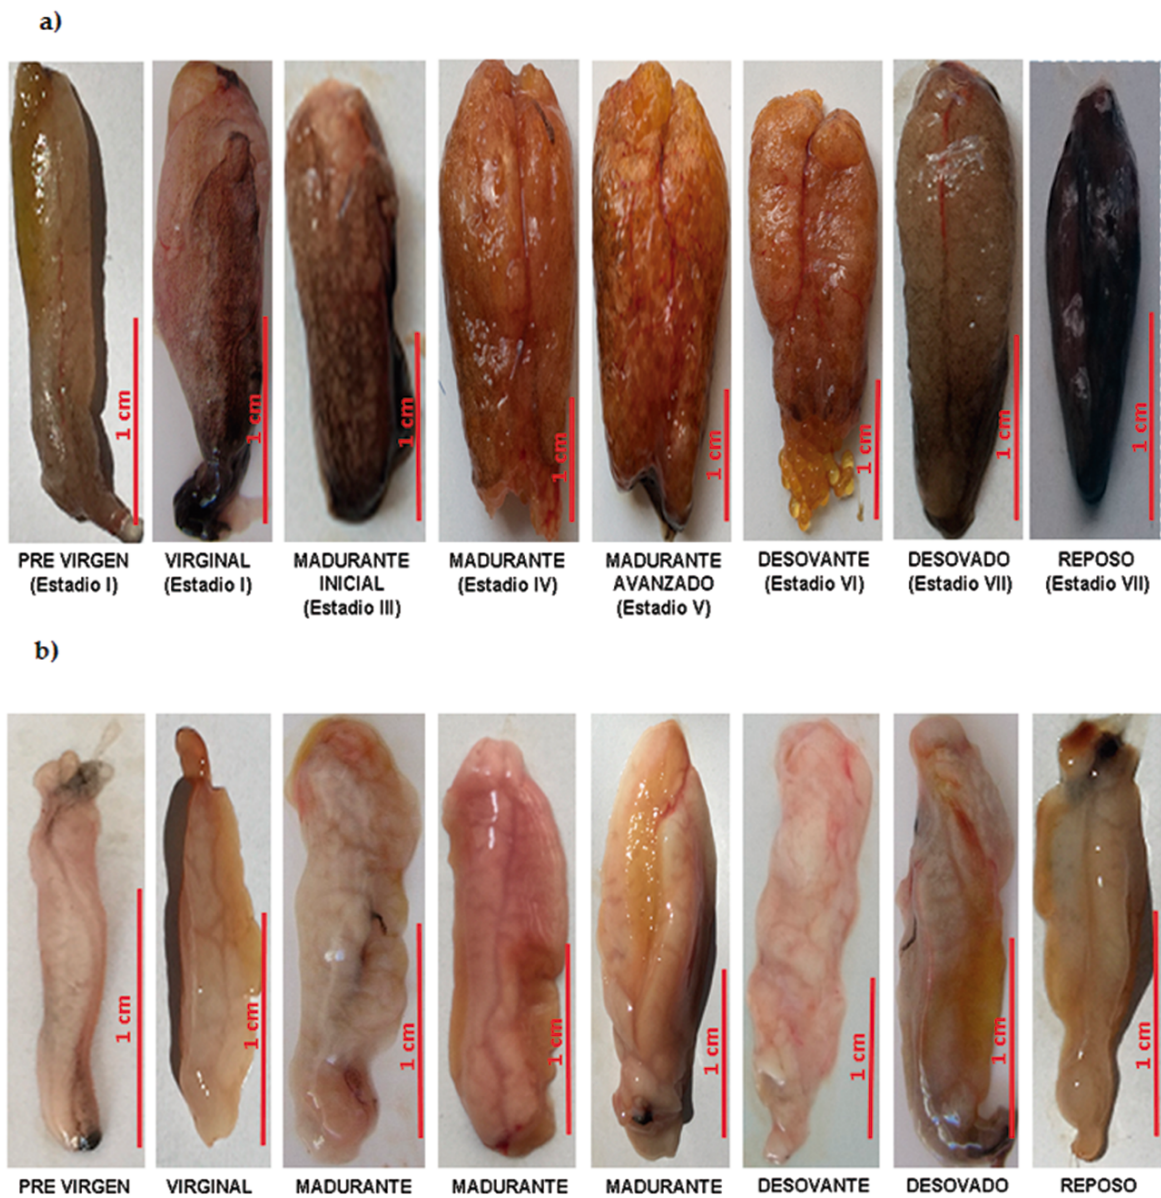 a)
1 cm
1 cm
1 cm
1 cm
1 cm
1 cm
1 cm
1 cm
PRE VIRGEN
(Estadio I)
VIRGINAL
(Estadio I)
MADURANTE
INICIAL
(Estadio III)
MADURANTE
(Estadio IV)
MADURANTE
AVANZADO
(Estadio V)
DESOVANTE
(Estadio VI)
DESOVADO
(Estadio VII)
REPOSO
(Estadio VII)
b)
1 cm
1 cm
1 cm
1 cm
1 cm
1 cm
1 cm
1 cm
PRE VIRGEN
VIRGINAL
MADURANTE
MADURANTE
MADURANTE
DESOVANTE
DESOVADO
REPOSO